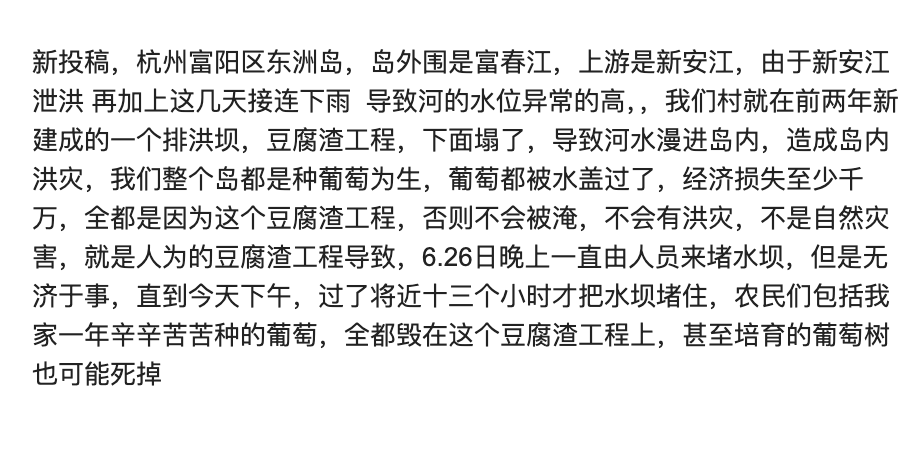 新投稿，杭州富阳区东洲岛，岛外围是富春江，上游是新安江，由于新安江
泄洪 再加上这几天接连下雨  导致河的水位异常的高，，我们村就在前两年新
建成的一个排洪坝，豆腐渣工程，下面塌了，导致河水漫进岛内，造成岛内
洪灾，我们整个岛都是种葡萄为生，葡萄都被水盖过了，经济损失至少千
万，全都是因为这个豆腐渣工程，否则不会被淹，不会有洪灾，不是自然灾
害，就是人为的豆腐渣工程导致，6.26日晚上一直由人员来堵水坝，但是无
济于事，直到今天下午，过了将近十三个小时才把水坝堵住，农民们包括我
家一年辛辛苦苦种的葡萄，全都毁在这个豆腐渣工程上，甚至培育的葡萄树
也可能死掉